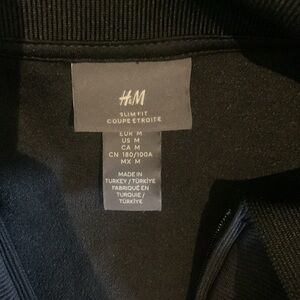 H&M
SLIM FIT
COUPE ÉTROITE
EUR M
US M
CA M
CN 180/100A
MX M
MADE IN
TURKEY / TÜRKİYE
FABRIQUÉ EN
TURQUIE /
TÜRKİYE